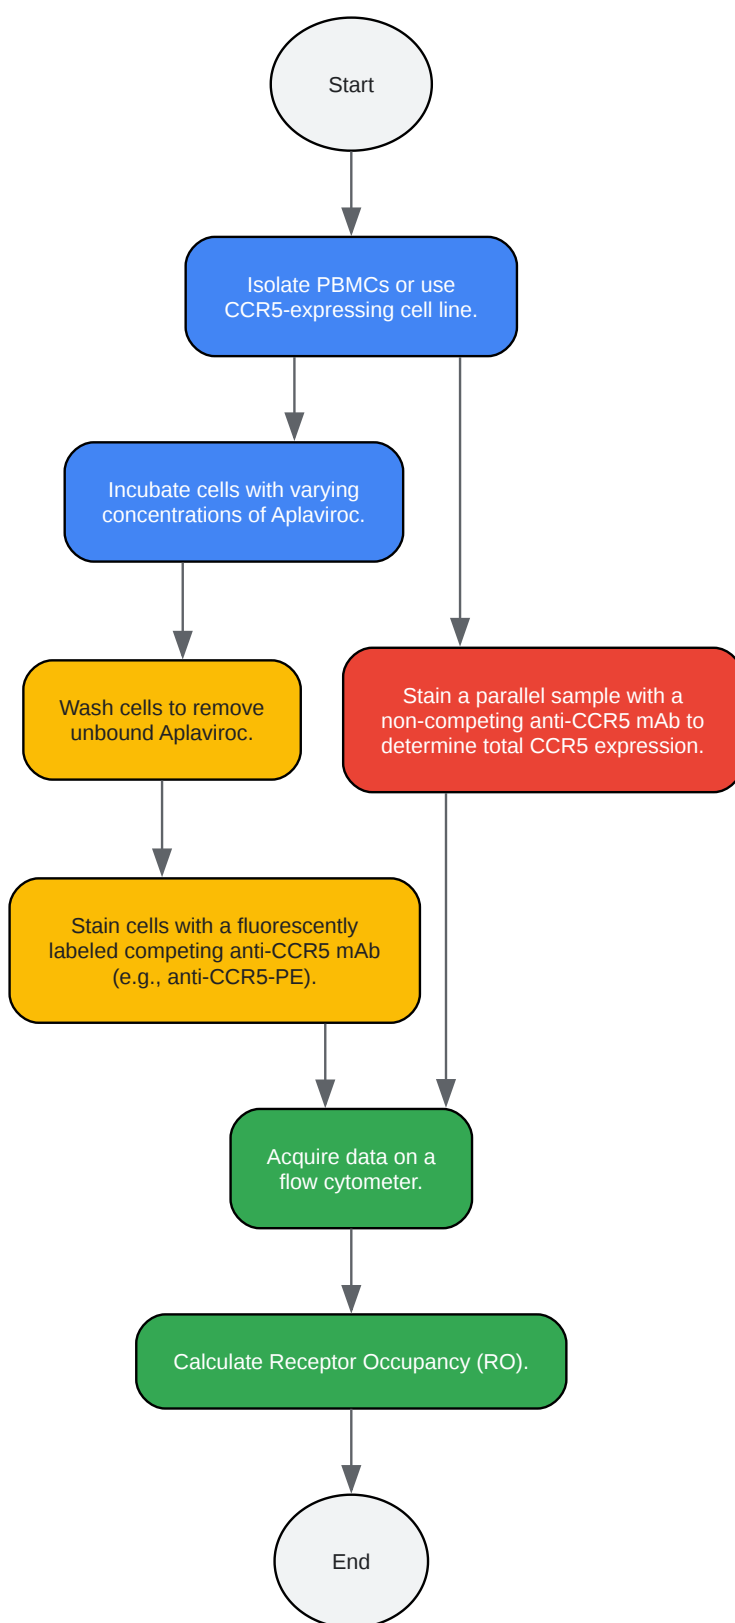 Start
Isolate PBMCs or use
CCR5-expressing cell line.
Incubate cells with varying
concentrations of Aplaviroc.
Wash cells to remove
unbound Aplaviroc.
Stain a parallel sample with a
non-competing anti-CCR5 mAb to
determine total CCR5 expression.
Stain cells with a fluorescently
labeled competing anti-CCR5 mAb
(e.g., anti-CCR5-PE).
Acquire data on a
flow cytometer.
Calculate Receptor Occupancy (RO).
End